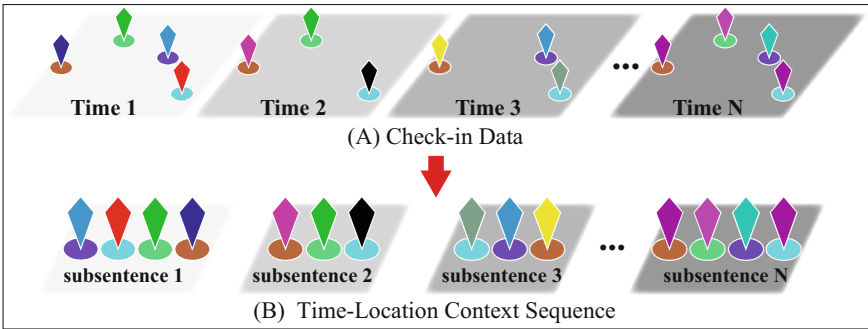 Time 1 Time 2 Time 3 ... Time N
(A) Check-in Data
subsentence 1 subsentence 2 subsentence 3 ... subsentence N
(B) Time-Location Context Sequence